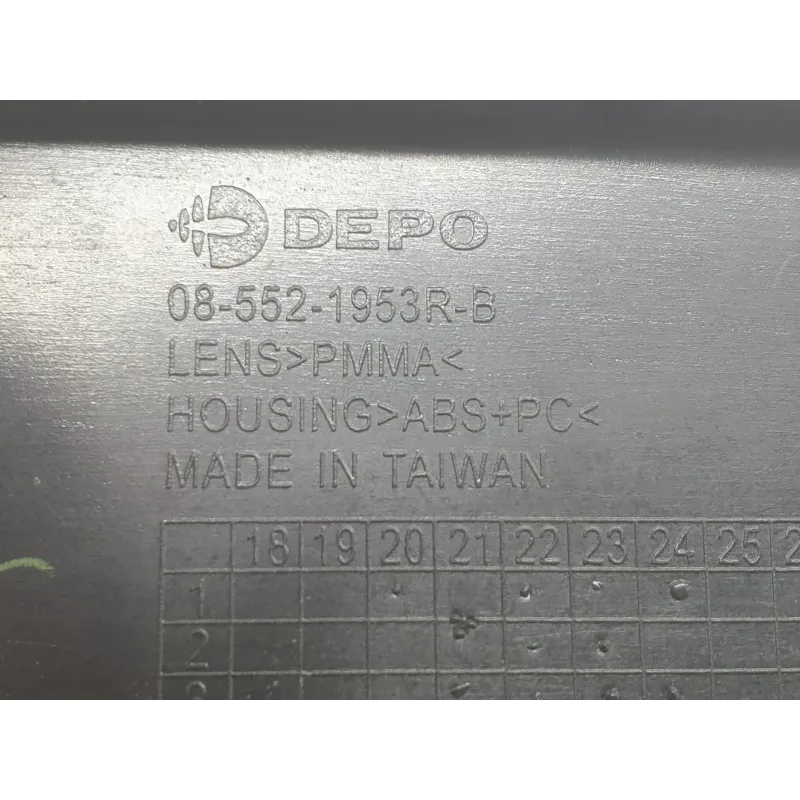 DEPO
08-552-1953R-B
LENS>PMMA<
HOUSING>ABS+PC<
MADE IN TAIWAN
18 19 20 21 22 23 24 25
1
2